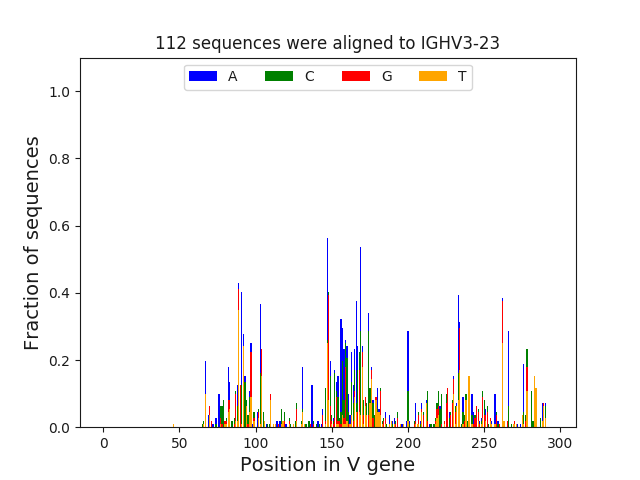 112 sequences were aligned to IGHV3-23
A C G T
1.0
0.8
0.6
0.4
0.2
0.0
Fraction of sequences
0 50 100 150 200 250 300
Position in V gene